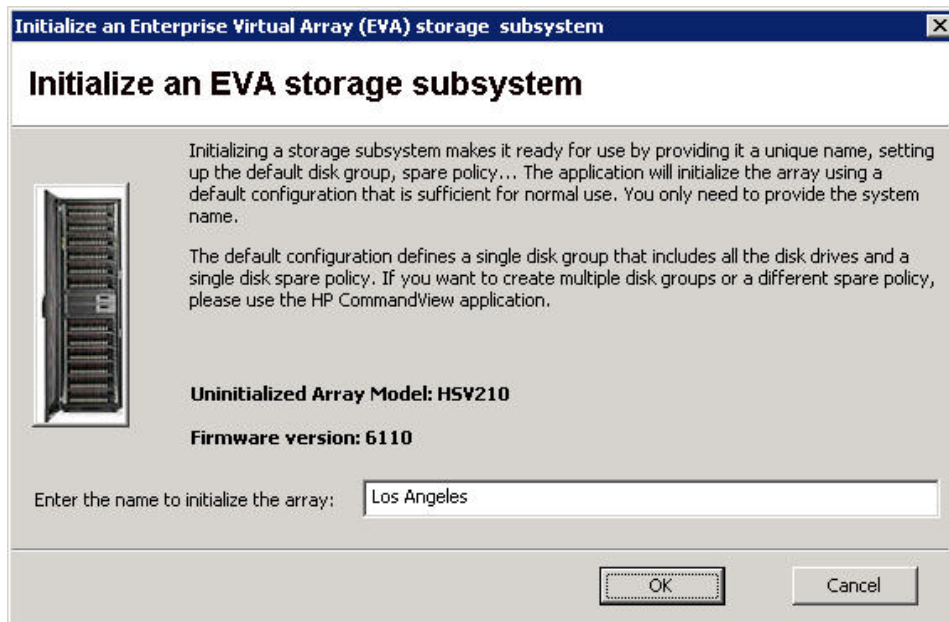 Initialize an Enterprise Virtual Array (EVA) storage  subsystem
Initialize an EVA storage subsystem
Initializing a storage subsystem makes it ready for use by providing it a unique name, setting
up the default disk group, spare policy... The application will initialize the array using a
default configuration that is sufficient for normal use. You only need to provide the system
name.
The default configuration defines a single disk group that includes all the disk drives and a
single disk spare policy. If you want to create multiple disk groups or a different spare policy,
please use the HP CommandView application.
Uninitialized Array Model: HSV210
Firmware version: 6110
Enter the name to initialize the array: Los Angeles
OK Cancel